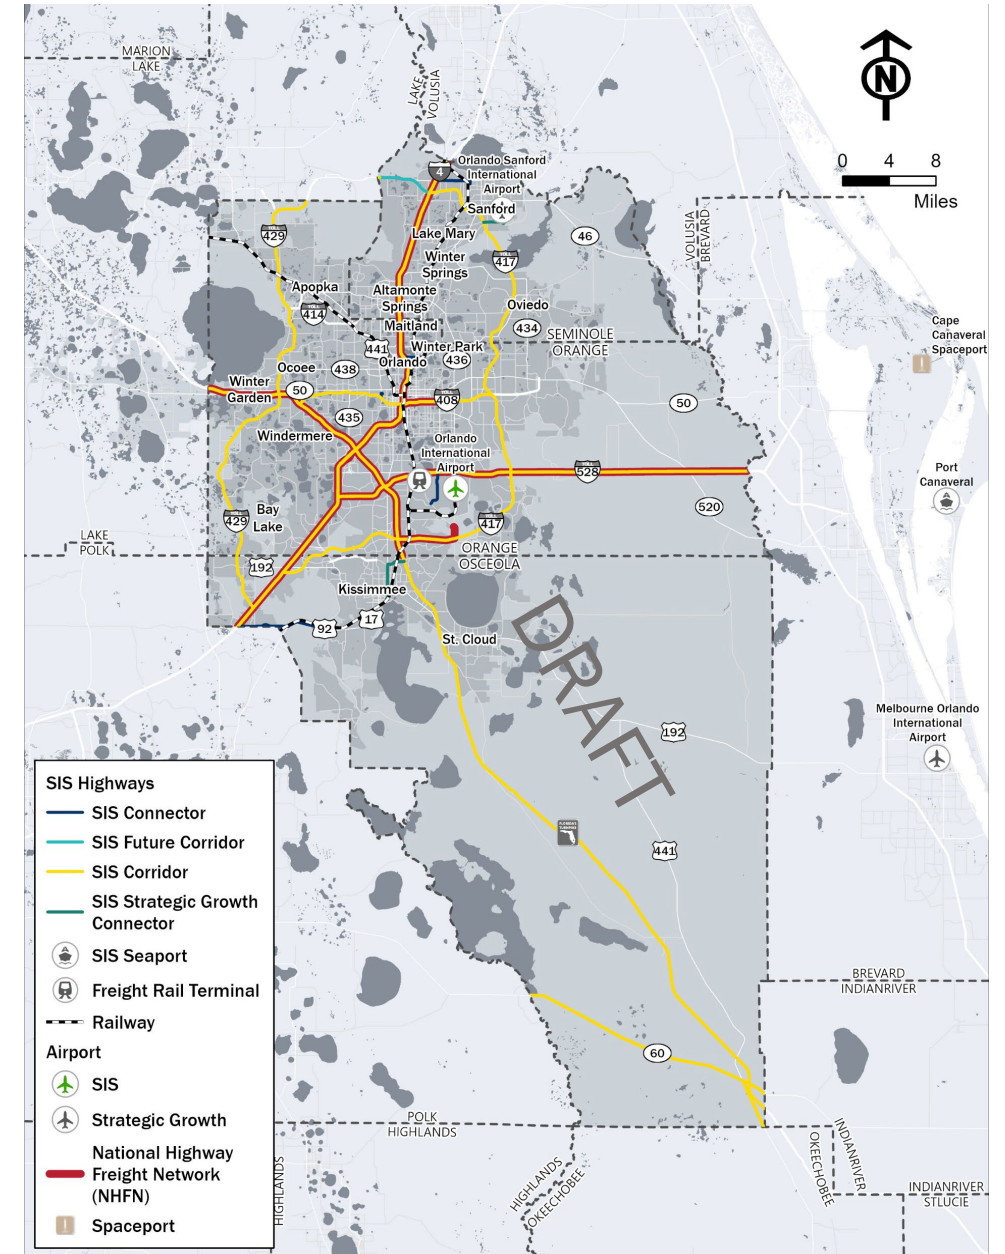 MARION
LAKE
LAKE
VOLUSIA
N
0 4 8
Miles
4
Orlando Sanford
International
Airport
Sanford
VOLUSIA
BREVARD
429
Lake Mary
46
417
Winter
Springs
Apopka
414
Altamonte
Springs
Oviedo
Maitland
434
SEMINOLE
ORANGE
Cape
Canaveral
Spaceport
441
Winter Park
436
Orlando
Ocoee
438
Winter
Garden
50
408
50
435
Windermere
Orlando
International
Airport
528
Port
Canaveral
520
Bay
Lake
429
417
LAKE
POLK
ORANGE
OSCEOLA
192
Kissimmee
17
92
St. Cloud
DRAFT
192
Melbourne Orlando
International
Airport
FLORIDA'S
TURNPIKE
441
SIS Highways
SIS Connector
SIS Future Corridor
SIS Corridor
SIS Strategic Growth
Connector
SIS Seaport
Freight Rail Terminal
Railway
Airport
SIS
Strategic Growth
National Highway
Freight Network
(NHFN)
Spaceport
BREVARD
INDIANRIVER
60
POLK
HIGHLANDS
HIGHLANDS
HIGHLANDS
OKEECHOBEE
OKEECHOBEE
INDIANRIVER
INDIANRIVER
STLUCIE